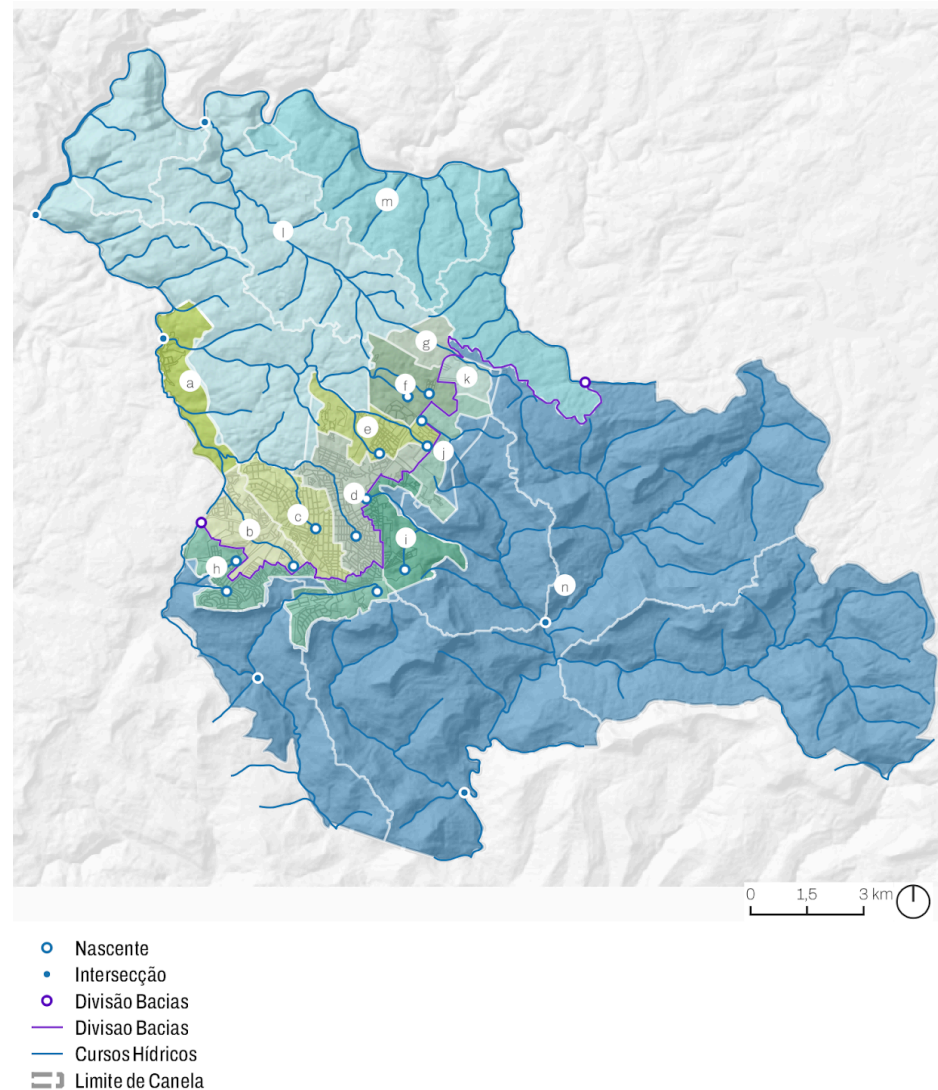 m
l
g
a
k
f
e
j
d
c
b
i
h
n
0 1,5 3 km
Nascente
Intersecção
Divisão Bacias
Divisao Bacias
Cursos Hídricos
Limite de Canela